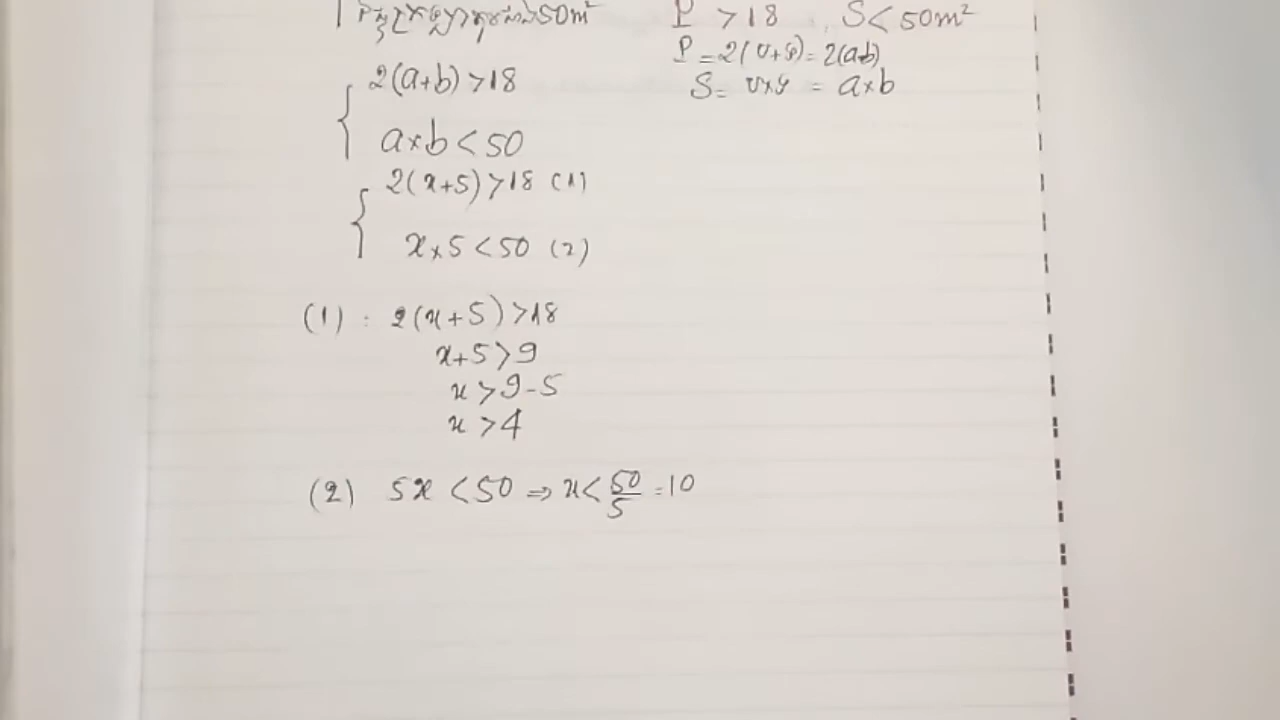 50m² P > 18 , S < 50m²
P = 2(
S = = a×b
{ 2(a+b) > 18
a×b < 50
{ 2(x+5) > 18 (1)
x×5 < 50 (2)
(1) : 2(x+5) > 18
x+5 > 9
x > 9-5
x > 4
(2) 5x < 50 ⇒ x < 50/5 = 10